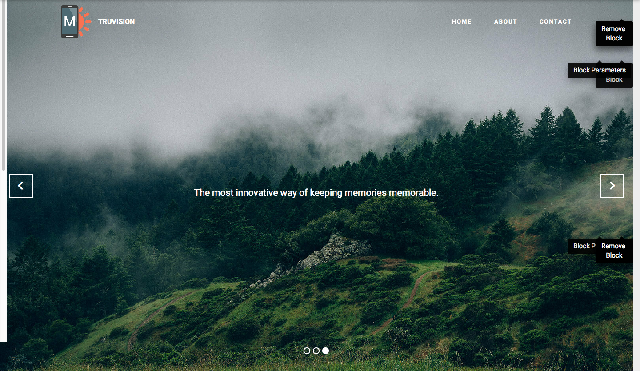 M
TRUVISION
HOME ABOUT CONTACT
Remove
Block
Block Parameters
Block
The most innovative way of keeping memories memorable.
Block P
Remove
Block